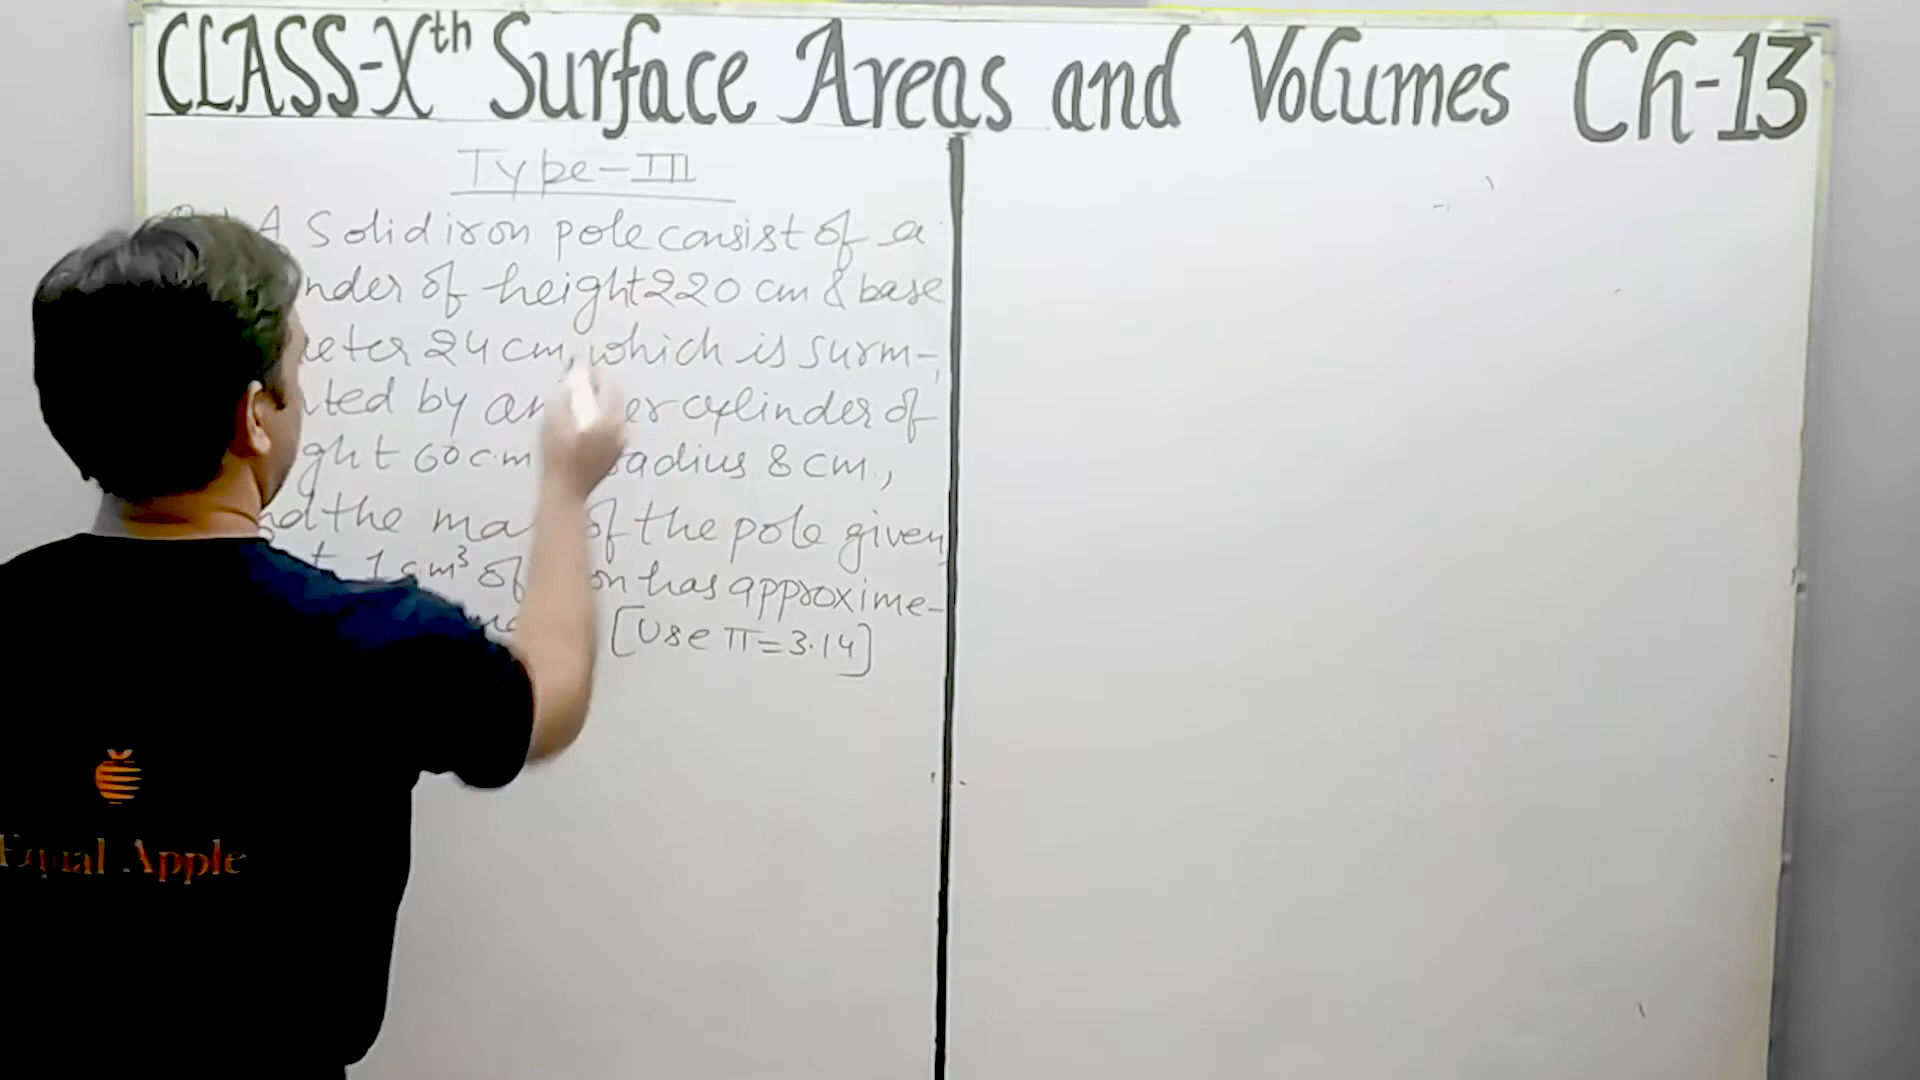 CLASS-Xth Surface Areas and Volumes Ch-13
Type-III
A Solid iron pole consist of a
nder of height 220 cm & base
eter 24 cm, which is surm-
ted by an er cylinder of
ght 60 cm radius 8 cm.,
nd the ma of the pole given
t 1 cm³ of on has approxime-
[Use π=3.14]
Equal Apple